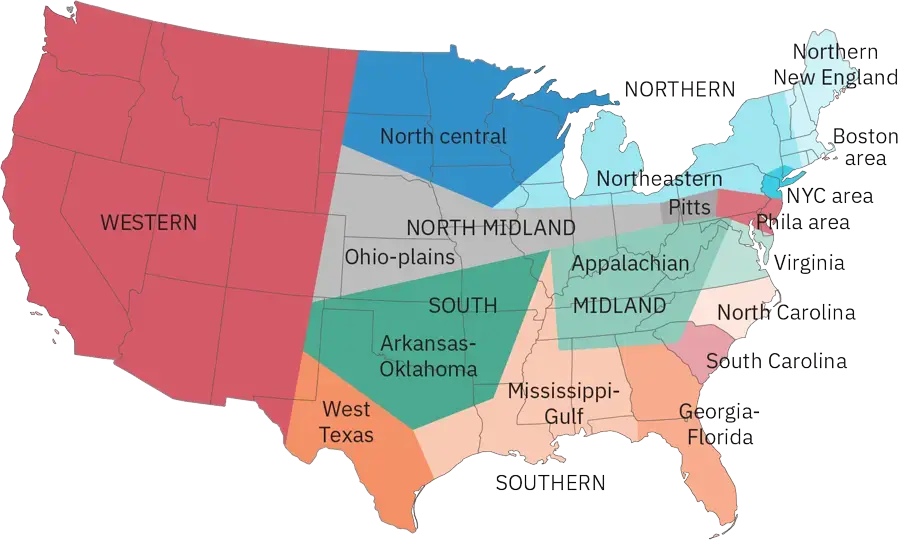 Northern
New England
NORTHERN
North central
Boston
area
Northeastern
NYC area
Pitts
Phila area
WESTERN
NORTH MIDLAND
Ohio-plains
Appalachian
Virginia
SOUTH
MIDLAND
North Carolina
Arkansas-
Oklahoma
South Carolina
Mississippi-
Gulf
West
Texas
Georgia-
Florida
SOUTHERN